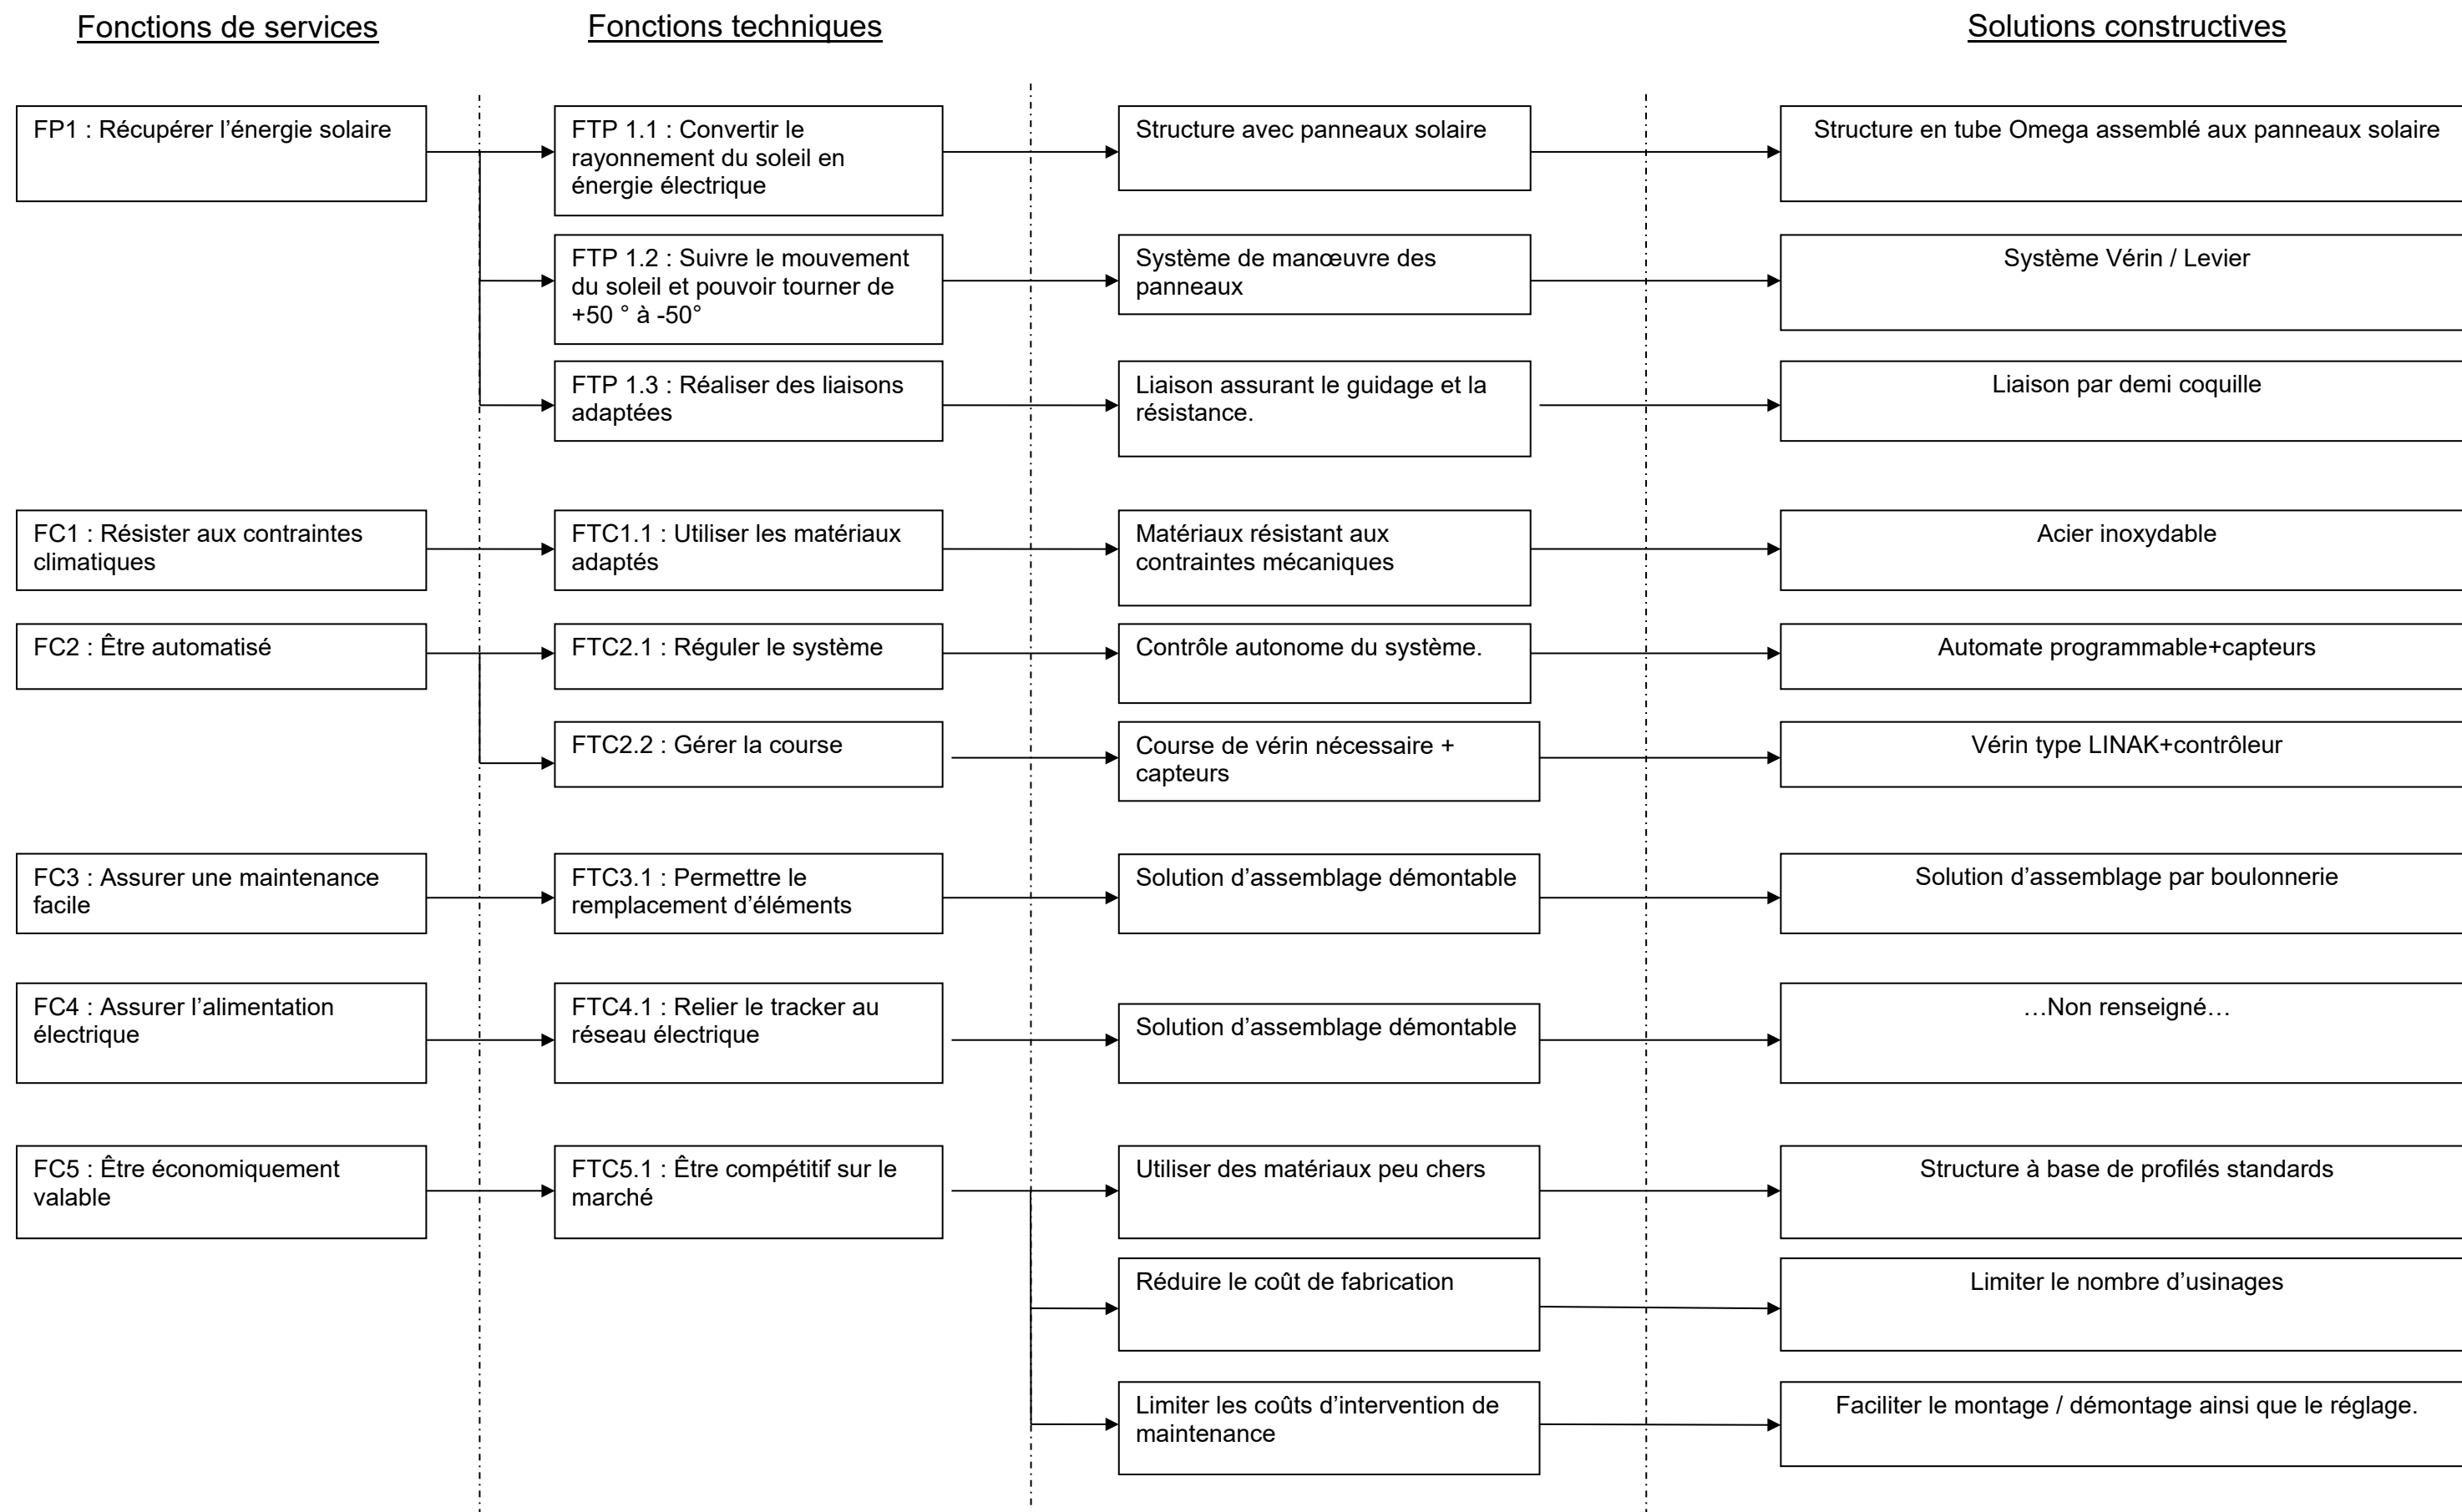 Fonctions de services
Fonctions techniques
Solutions constructives
FP1 : Récupérer l’énergie solaire
FTP 1.1 : Convertir le
rayonnement du soleil en
énergie électrique
Structure avec panneaux solaire
Structure en tube Omega assemblé aux panneaux solaire
FTP 1.2 : Suivre le mouvement
du soleil et pouvoir tourner de
+50 ° à -50°
Système de manœuvre des
panneaux
Système Vérin / Levier
FTP 1.3 : Réaliser des liaisons
adaptées
Liaison assurant le guidage et la
résistance.
Liaison par demi coquille
FC1 : Résister aux contraintes
climatiques
FTC1.1 : Utiliser les matériaux
adaptés
Matériaux résistant aux
contraintes mécaniques
Acier inoxydable
FC2 : Être automatisé
FTC2.1 : Réguler le système
Contrôle autonome du système.
Automate programmable+capteurs
FTC2.2 : Gérer la course
Course de vérin nécessaire +
capteurs
Vérin type LINAK+contrôleur
FC3 : Assurer une maintenance
facile
FTC3.1 : Permettre le
remplacement d’éléments
Solution d’assemblage démontable
Solution d’assemblage par boulonnerie
FC4 : Assurer l’alimentation
électrique
FTC4.1 : Relier le tracker au
réseau électrique
Solution d’assemblage démontable
…Non renseigné…
FC5 : Être économiquement
valable
FTC5.1 : Être compétitif sur le
marché
Utiliser des matériaux peu chers
Structure à base de profilés standards
Réduire le coût de fabrication
Limiter le nombre d’usinages
Limiter les coûts d’intervention de
maintenance
Faciliter le montage / démontage ainsi que le réglage.